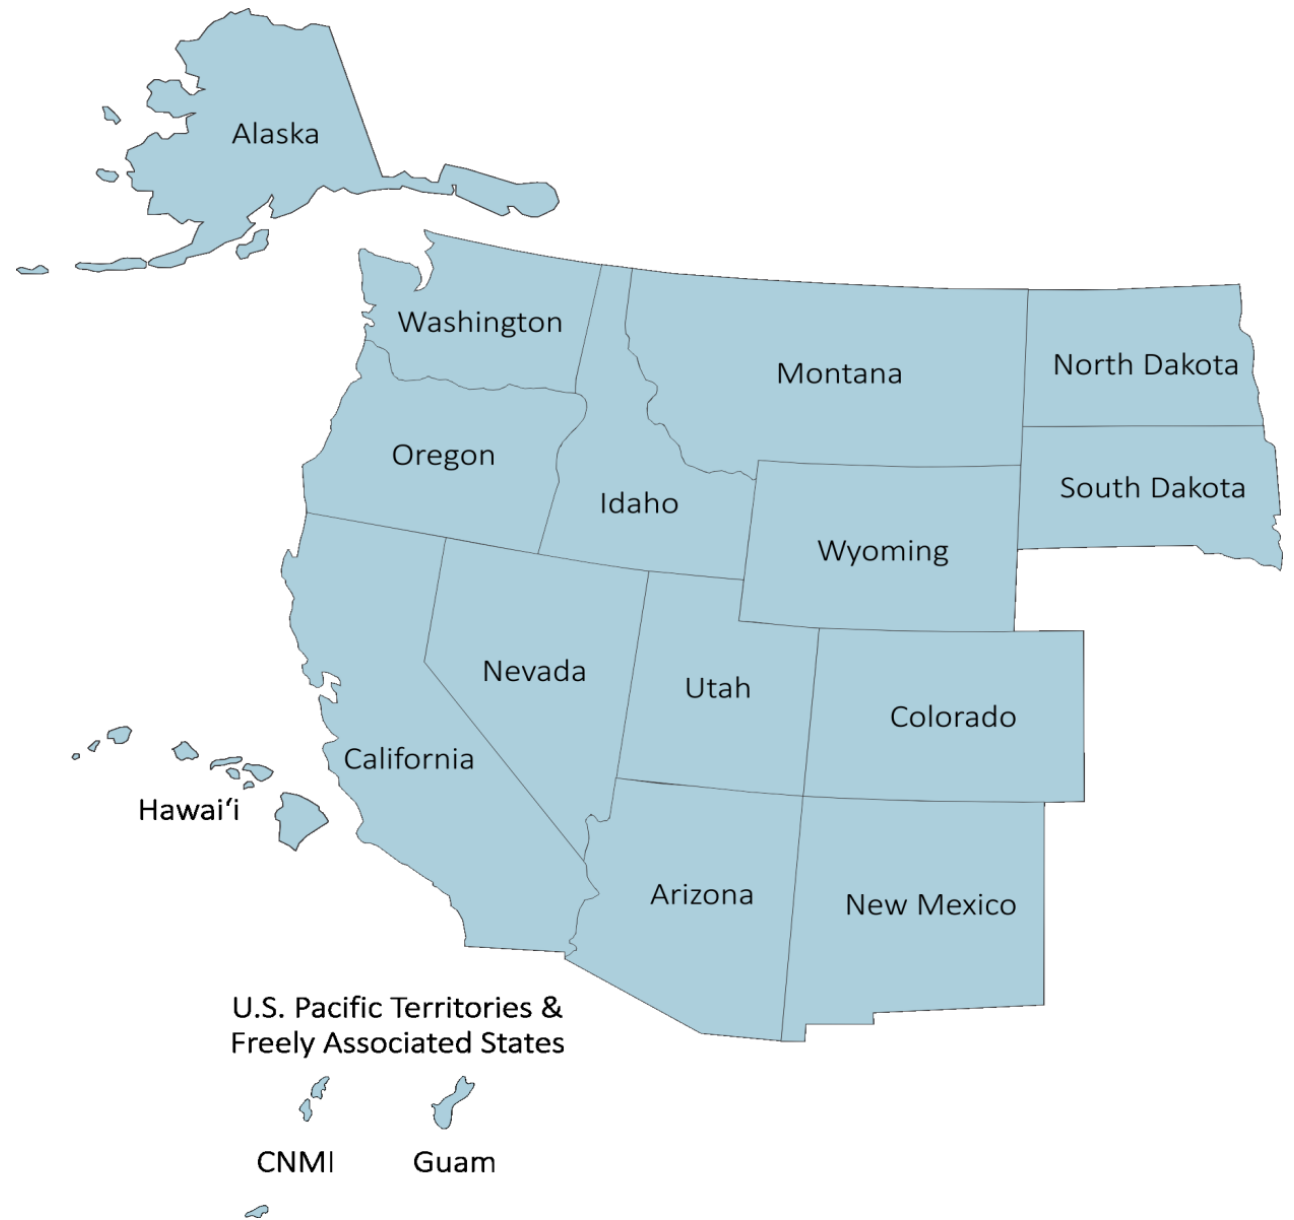 Alaska
Washington
Montana
North Dakota
Oregon
South Dakota
Idaho
Wyoming
Nevada
Utah
Colorado
California
Hawaiʻi
Arizona
New Mexico
U.S. Pacific Territories &
Freely Associated States
CNMI
Guam